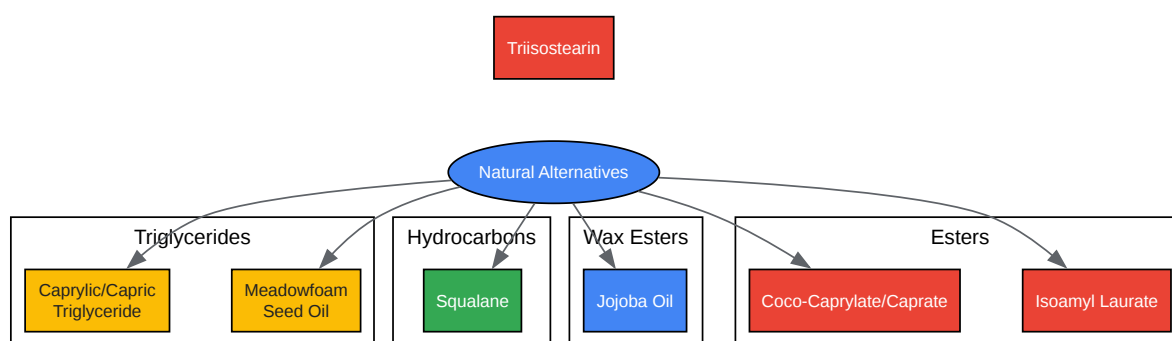 Triisostearin
Natural Alternatives
Triglycerides
Caprylic/Capric
Triglyceride
Meadowfoam
Seed Oil
Hydrocarbons
Squalane
Wax Esters
Jojoba Oil
Esters
Coco-Caprylate/Caprate
Isoamyl Laurate